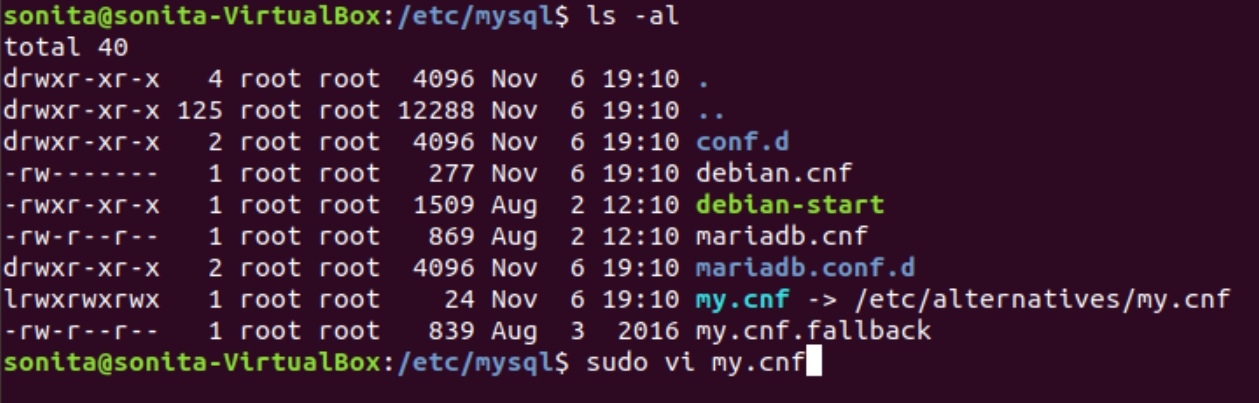 sonita@sonita-VirtualBox:/etc/mysql$ ls -al
total 40
drwxr-xr-x   4 root root  4096 Nov  6 19:10 .
drwxr-xr-x 125 root root 12288 Nov  6 19:10 ..
drwxr-xr-x   2 root root  4096 Nov  6 19:10 conf.d
-rw-------   1 root root   277 Nov  6 19:10 debian.cnf
-rwxr-xr-x   1 root root  1509 Aug  2 12:10 debian-start
-rw-r--r--   1 root root   869 Aug  2 12:10 mariadb.cnf
drwxr-xr-x   2 root root  4096 Nov  6 19:10 mariadb.conf.d
lrwxrwxrwx   1 root root    24 Nov  6 19:10 my.cnf -> /etc/alternatives/my.cnf
-rw-r--r--   1 root root   839 Aug  3  2016 my.cnf.fallback
sonita@sonita-VirtualBox:/etc/mysql$ sudo vi my.cnf